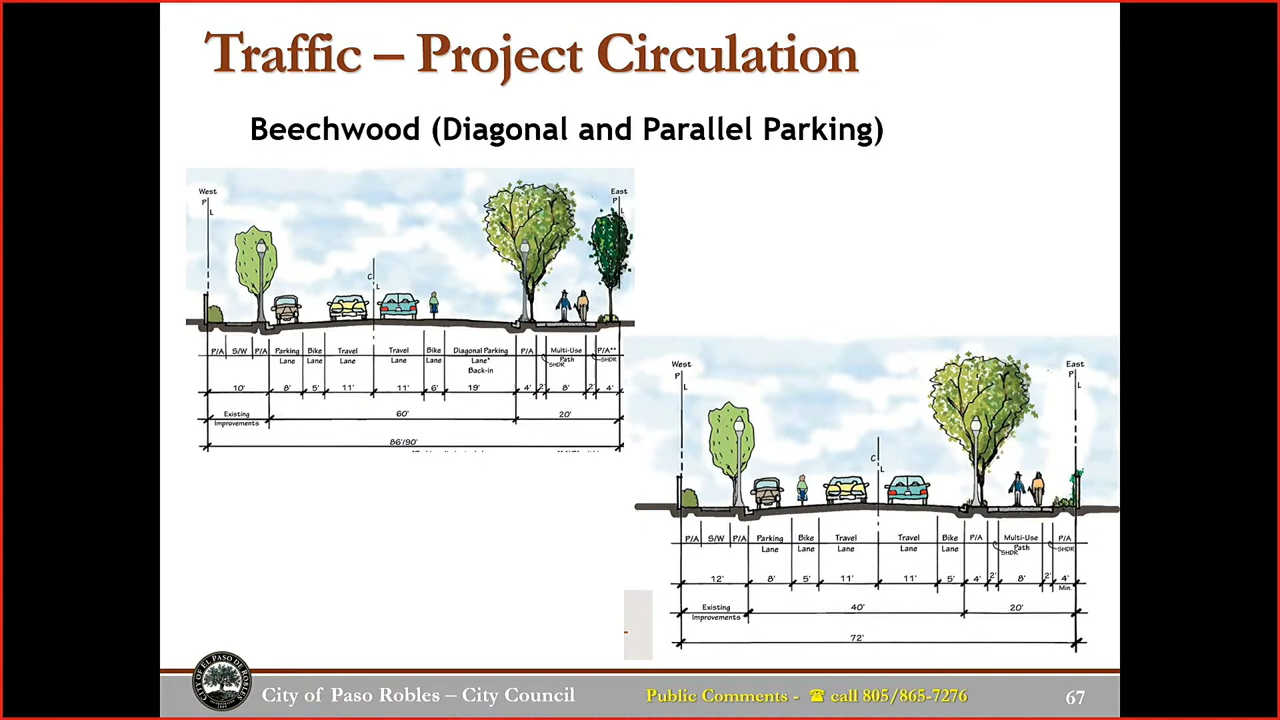 Traffic – Project Circulation
Beechwood (Diagonal and Parallel Parking)
West
P
L
East
P
L
C
L
P/A S/W P/A Parking Lane Bike Lane Travel Lane Travel Lane Bike Lane Diagonal Parking Lane* Back-in P/A SHDR Multi-Use Path P/A** SHDR
10' 8' 5' 11' 11' 6' 19' 4' 2' 8' 2' 4'
Existing Improvements 60' 20'
86'/90'
West
P
L
East
P
L
C
L
P/A S/W P/A Parking Lane Bike Lane Travel Lane Travel Lane Bike Lane P/A SHDR Multi-Use Path P/A SHDR
12' 8' 5' 11' 11' 5' 4' 2' 8' 2' 4' Min.
Existing Improvements 40' 20'
72'
City of Paso Robles – City Council
Public Comments - ☎ call 805/865-7276
67